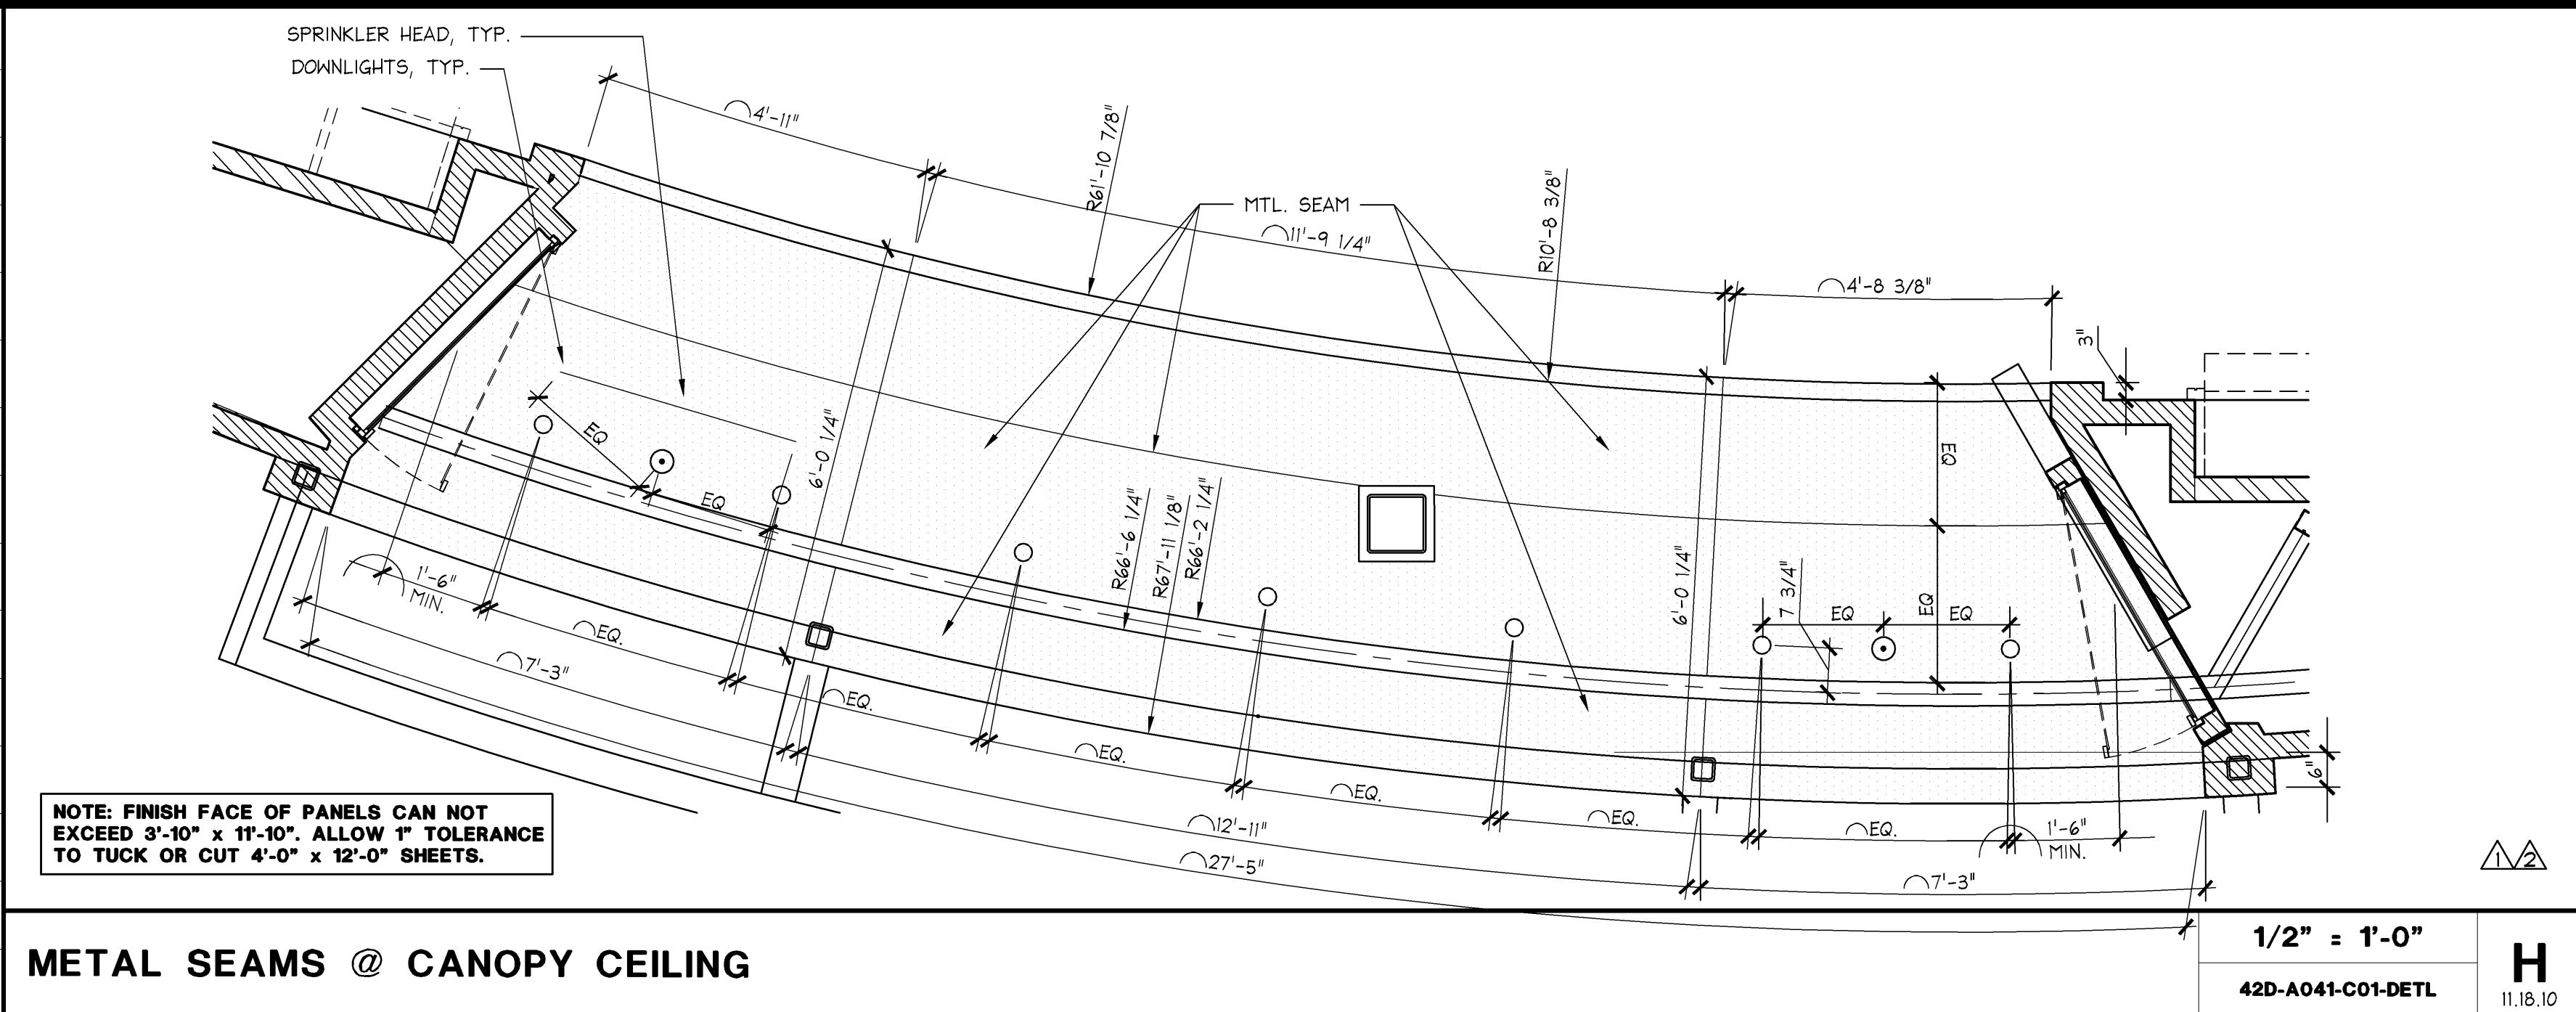 SPRINKLER HEAD, TYP.
DOWNLIGHTS, TYP.
4'-11"
R61'-10 7/8"
MTL. SEAM
11'-9 1/4"
R10'-8 3/8"
4'-8 3/8"
3"
EQ
EQ
6'-0 1/4"
R66'-6 1/4"
R67'-11 1/8"
R66'-2 1/4"
6'-0 1/4"
7 3/4"
EQ
EQ
EQ
EQ
1'-6"
MIN.
EQ.
7'-3"
EQ.
EQ.
EQ.
EQ.
EQ.
1'-6"
MIN.
6"
12'-11"
27'-5"
7'-3"
NOTE: FINISH FACE OF PANELS CAN NOT
EXCEED 3'-10" x 11'-10". ALLOW 1" TOLERANCE
TO TUCK OR CUT 4'-0" x 12'-0" SHEETS.
1 2
METAL SEAMS @ CANOPY CEILING
1/2" = 1'-0"
42D-A041-C01-DETL
H
11.18.10